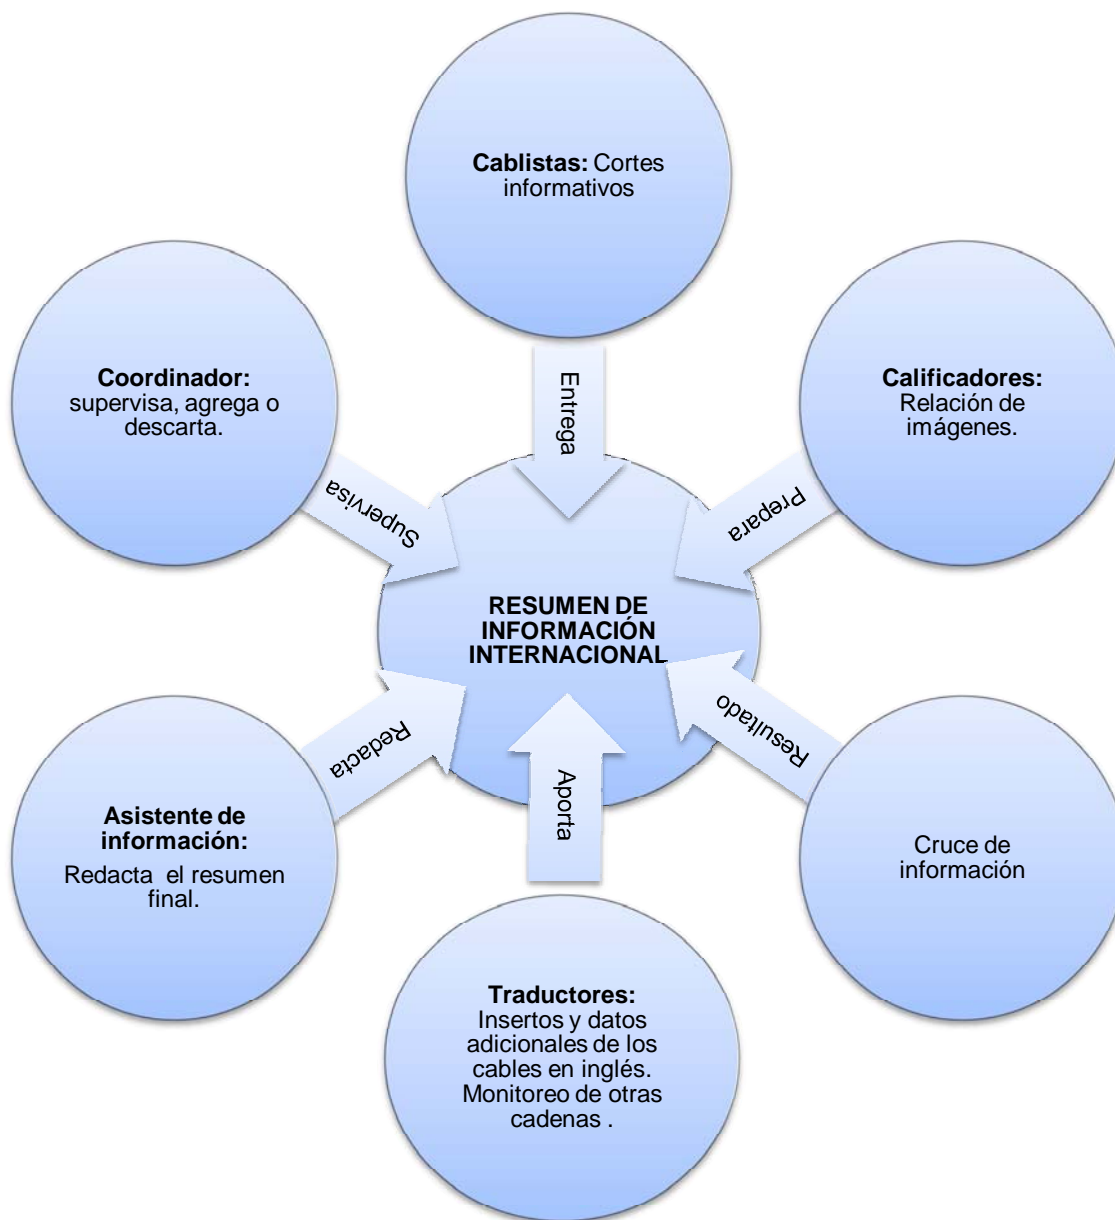 Cablistas: Cortes
informativos
Entrega
Calificadores:
Relación de
imágenes.
Prepara
Cruce de
información
Resultado
Traductores:
Insertos y datos
adicionales de los
cables en inglés.
Monitoreo de otras
cadenas .
Aporta
Asistente de
información:
Redacta el resumen
final.
Redacta
Coordinador:
supervisa, agrega o
descarta.
Supervisa
RESUMEN DE
INFORMACIÓN
INTERNACIONAL